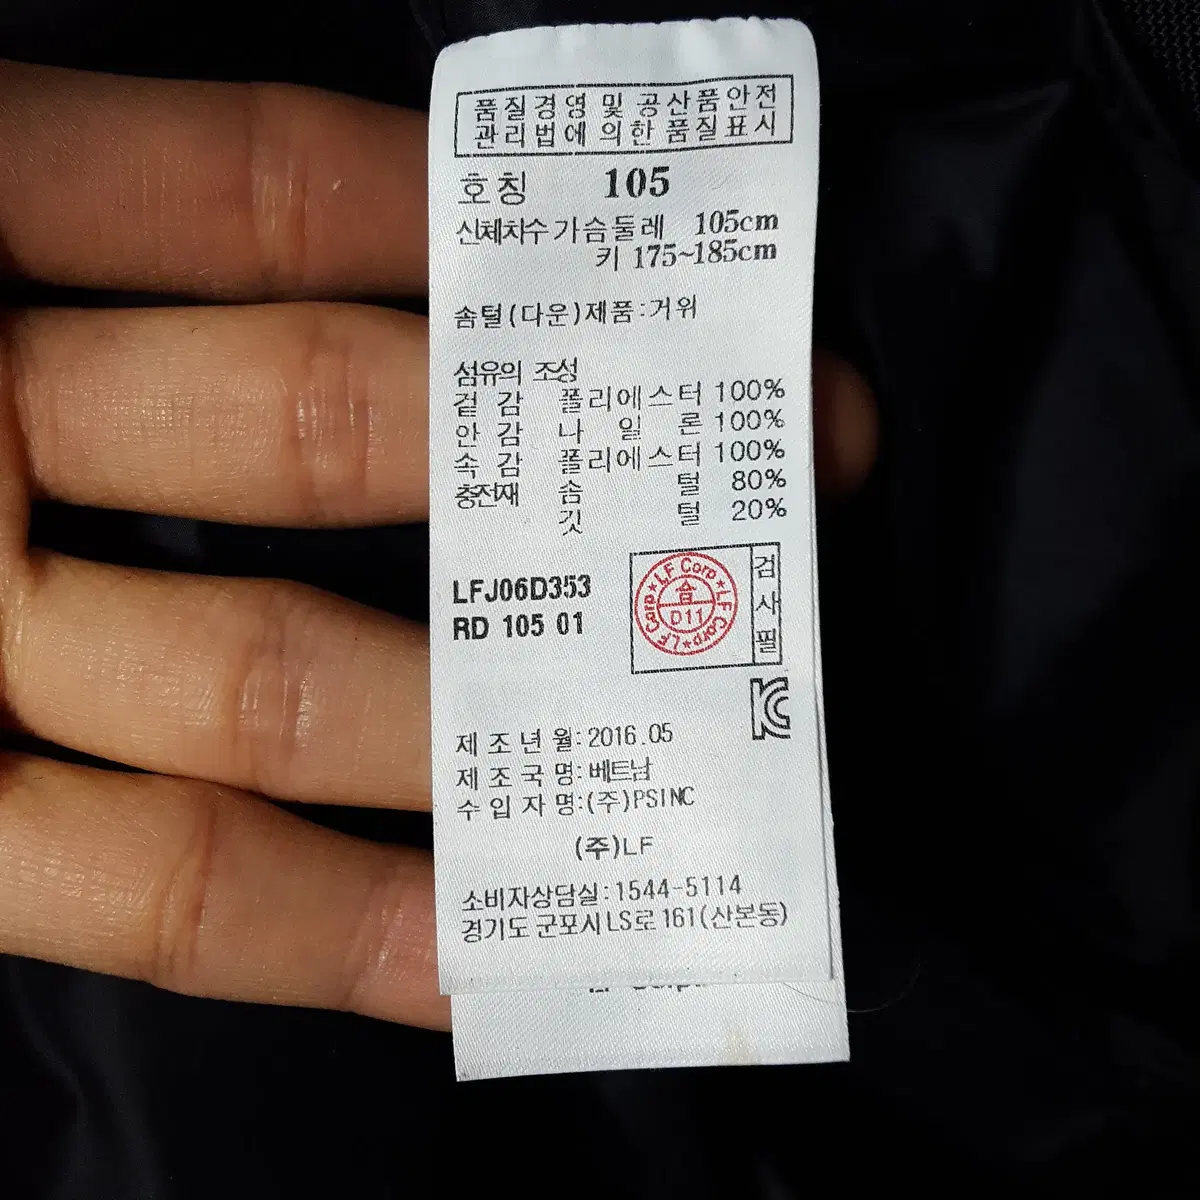 품질경영 및 공산품안전
관리법에 의한 품질표시
호칭 105
신체치수 가슴둘레 105cm
키 175~185cm
솜털(다운)제품:거위
섬유의 조성
겉감 폴리에스터 100%
안감 나일론 100%
속감 폴리에스터 100%
충전재 솜털 80%
깃털 20%
LFJ06D353
RD 105 01
LF Corp★LF Corp★LF Corp★
合
D11
검사필
KC
제조년월:2016.05
제조국명:베트남
수입자명:(주)PSINC
(주)LF
소비자상담실:1544-5114
경기도 군포시 LS로 161(산본동)